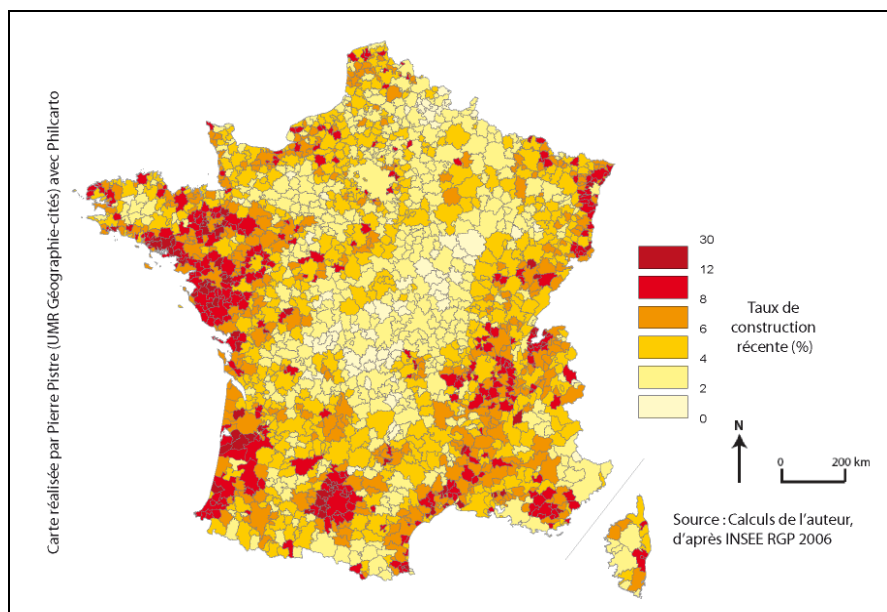 Carte réalisée par Pierre Pistre (UMR Géographie-cités) avec Philcarto
30
12
8
6
4
2
0
Taux de
construction
récente (%)
N
0 200 km
Source : Calculs de l'auteur,
d'après INSEE RGP 2006